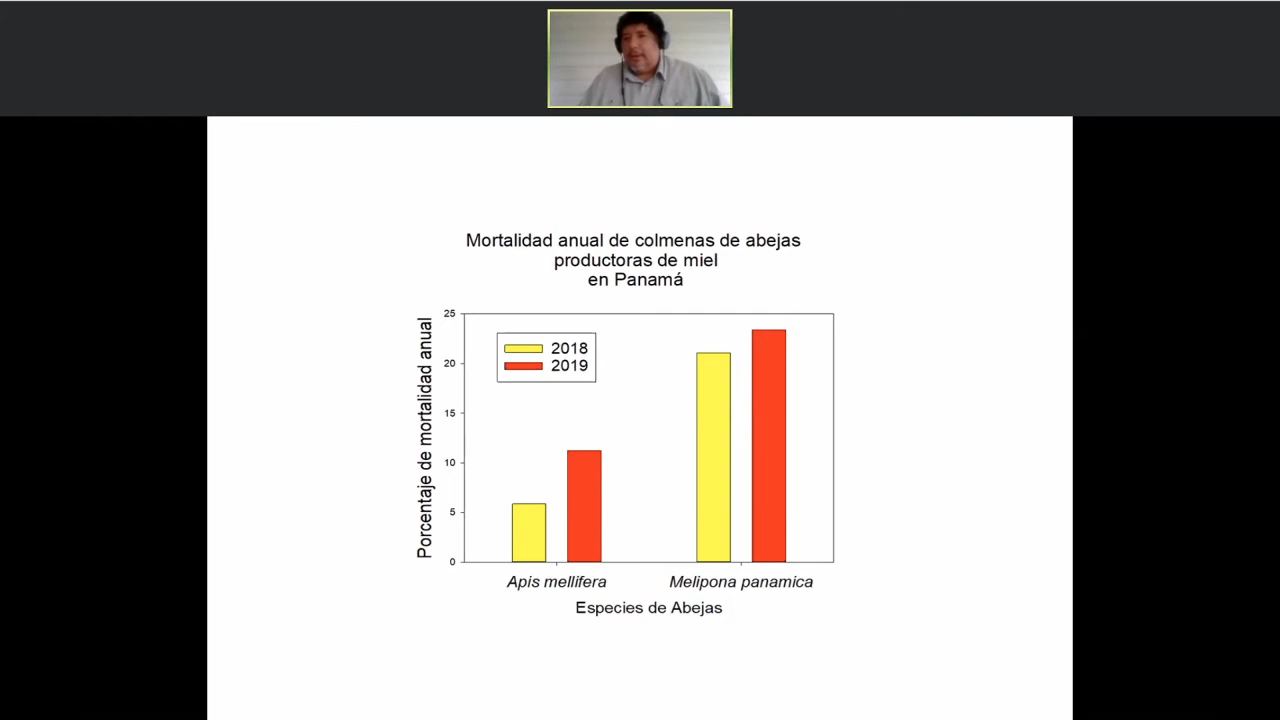 Mortalidad anual de colmenas de abejas
productoras de miel
en Panamá
Porcentaje de mortalidad anual
25
20
15
10
5
0
2018
2019
Apis mellifera
Melipona panamica
Especies de Abejas